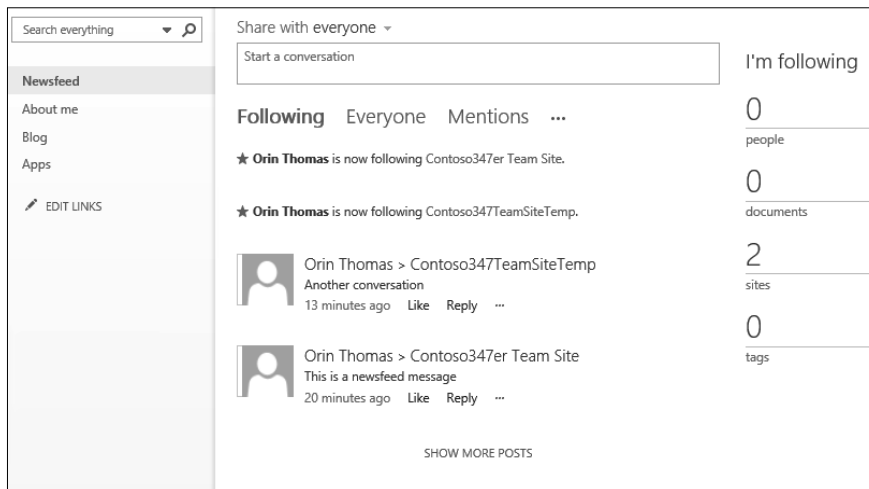 Search everything
Newsfeed
About me
Blog
Apps
EDIT LINKS
Share with everyone
Start a conversation
Following Everyone Mentions ...
Orin Thomas is now following Contoso347er Team Site.
Orin Thomas is now following Contoso347TeamSiteTemp.
Orin Thomas > Contoso347TeamSiteTemp
Another conversation
13 minutes ago Like Reply ...
Orin Thomas > Contoso347er Team Site
This is a newsfeed message
20 minutes ago Like Reply ...
SHOW MORE POSTS
I'm following
0
people
0
documents
2
sites
0
tags